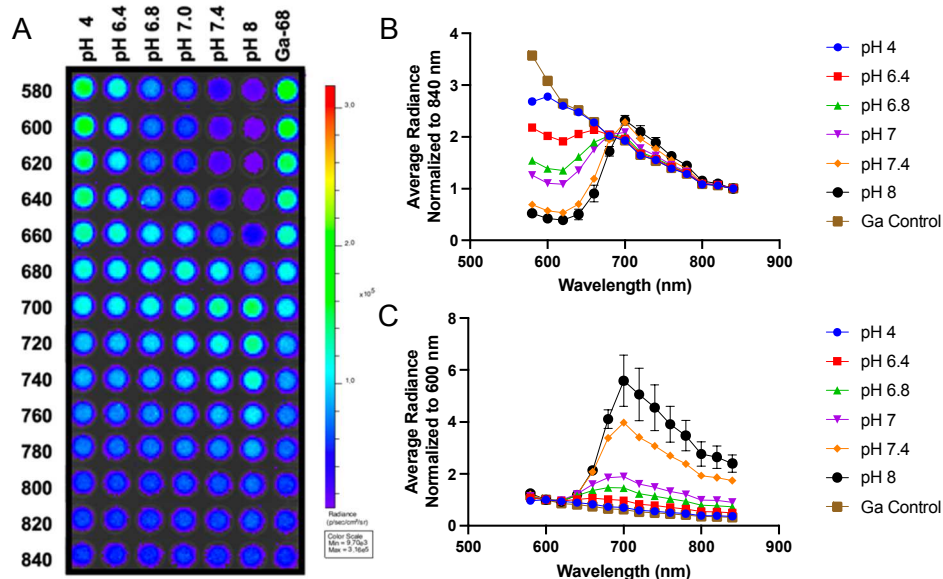 A
pH 4
pH 6.4
pH 6.8
pH 7.0
pH 7.4
pH 8
Ga-68
580
600
620
640
660
680
700
720
740
760
780
800
820
840
3.0
2.0
x10⁵
1.0
Radiance
(p/sec/cm²/sr)
Color Scale
Min = 9.70e3
Max = 3.16e5
B
Average Radiance
Normalized to 840 nm
4
3
2
1
0
500
600
700
800
900
Wavelength (nm)
pH 4
pH 6.4
pH 6.8
pH 7
pH 7.4
pH 8
Ga Control
C
Average Radiance
Normalized to 600 nm
8
6
4
2
0
500
600
700
800
900
Wavelength (nm)
pH 4
pH 6.4
pH 6.8
pH 7
pH 7.4
pH 8
Ga Control